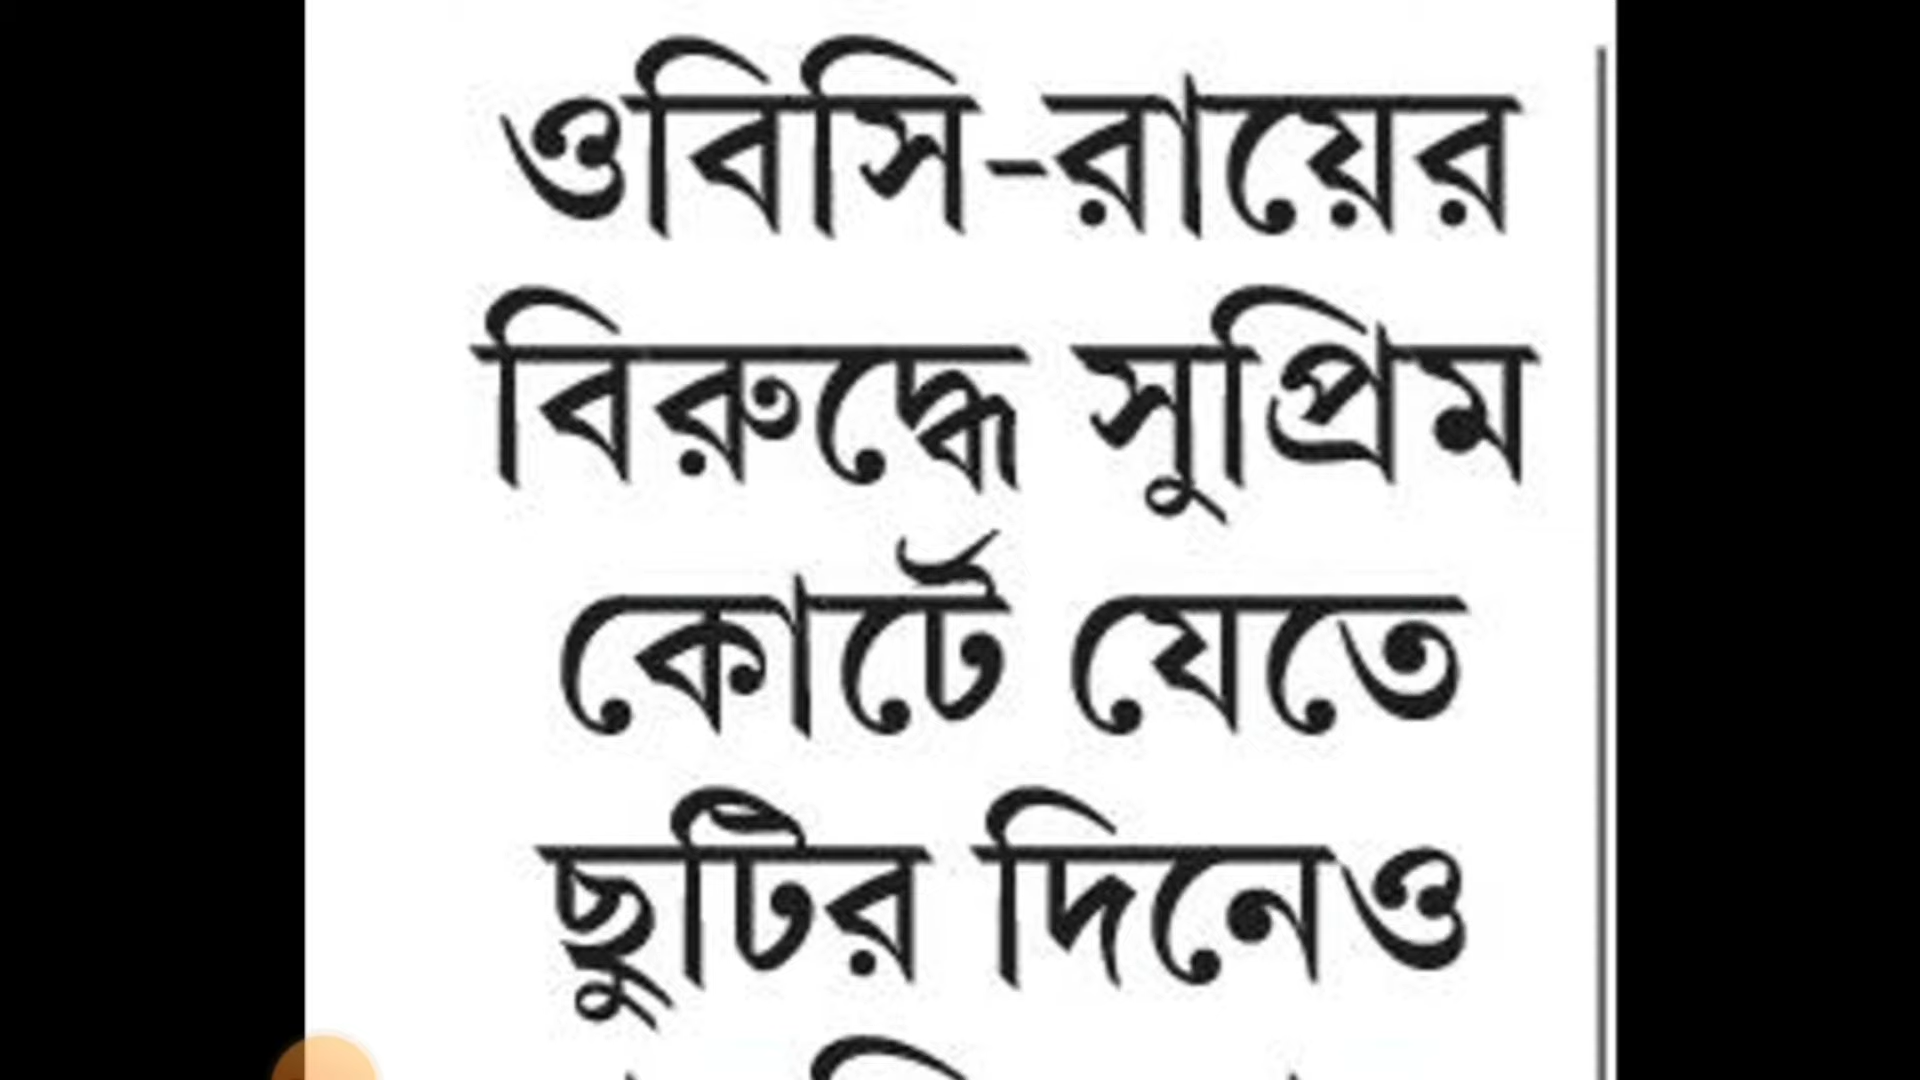 ওবিসি-রায়ের
বিরুদ্ধে সুপ্রিম
কোর্টে যেতে
ছুটির দিনেও